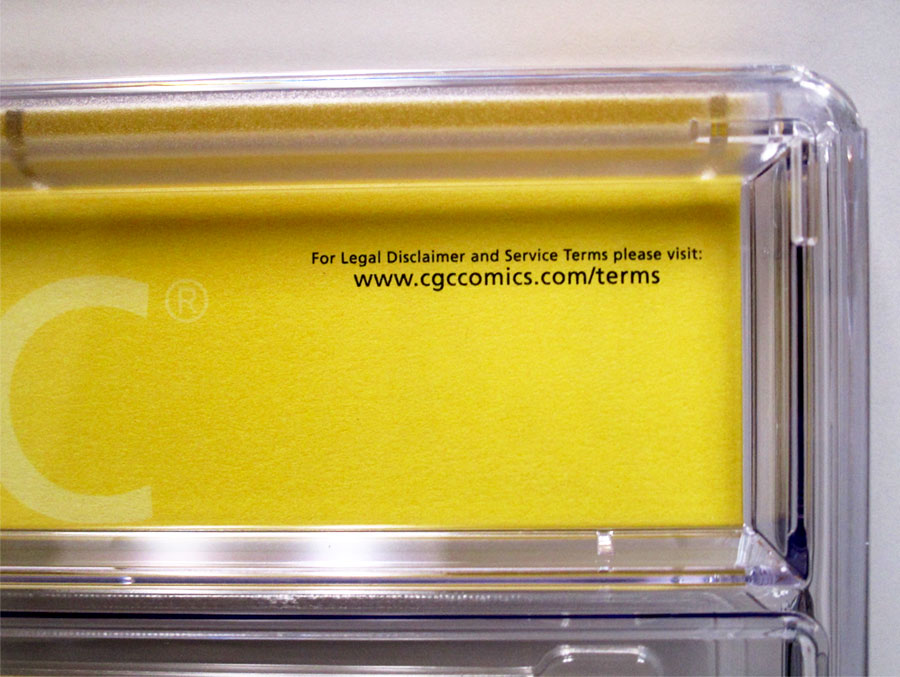 For Legal Disclaimer and Service Terms please visit:
www.cgccomics.com/terms
C®